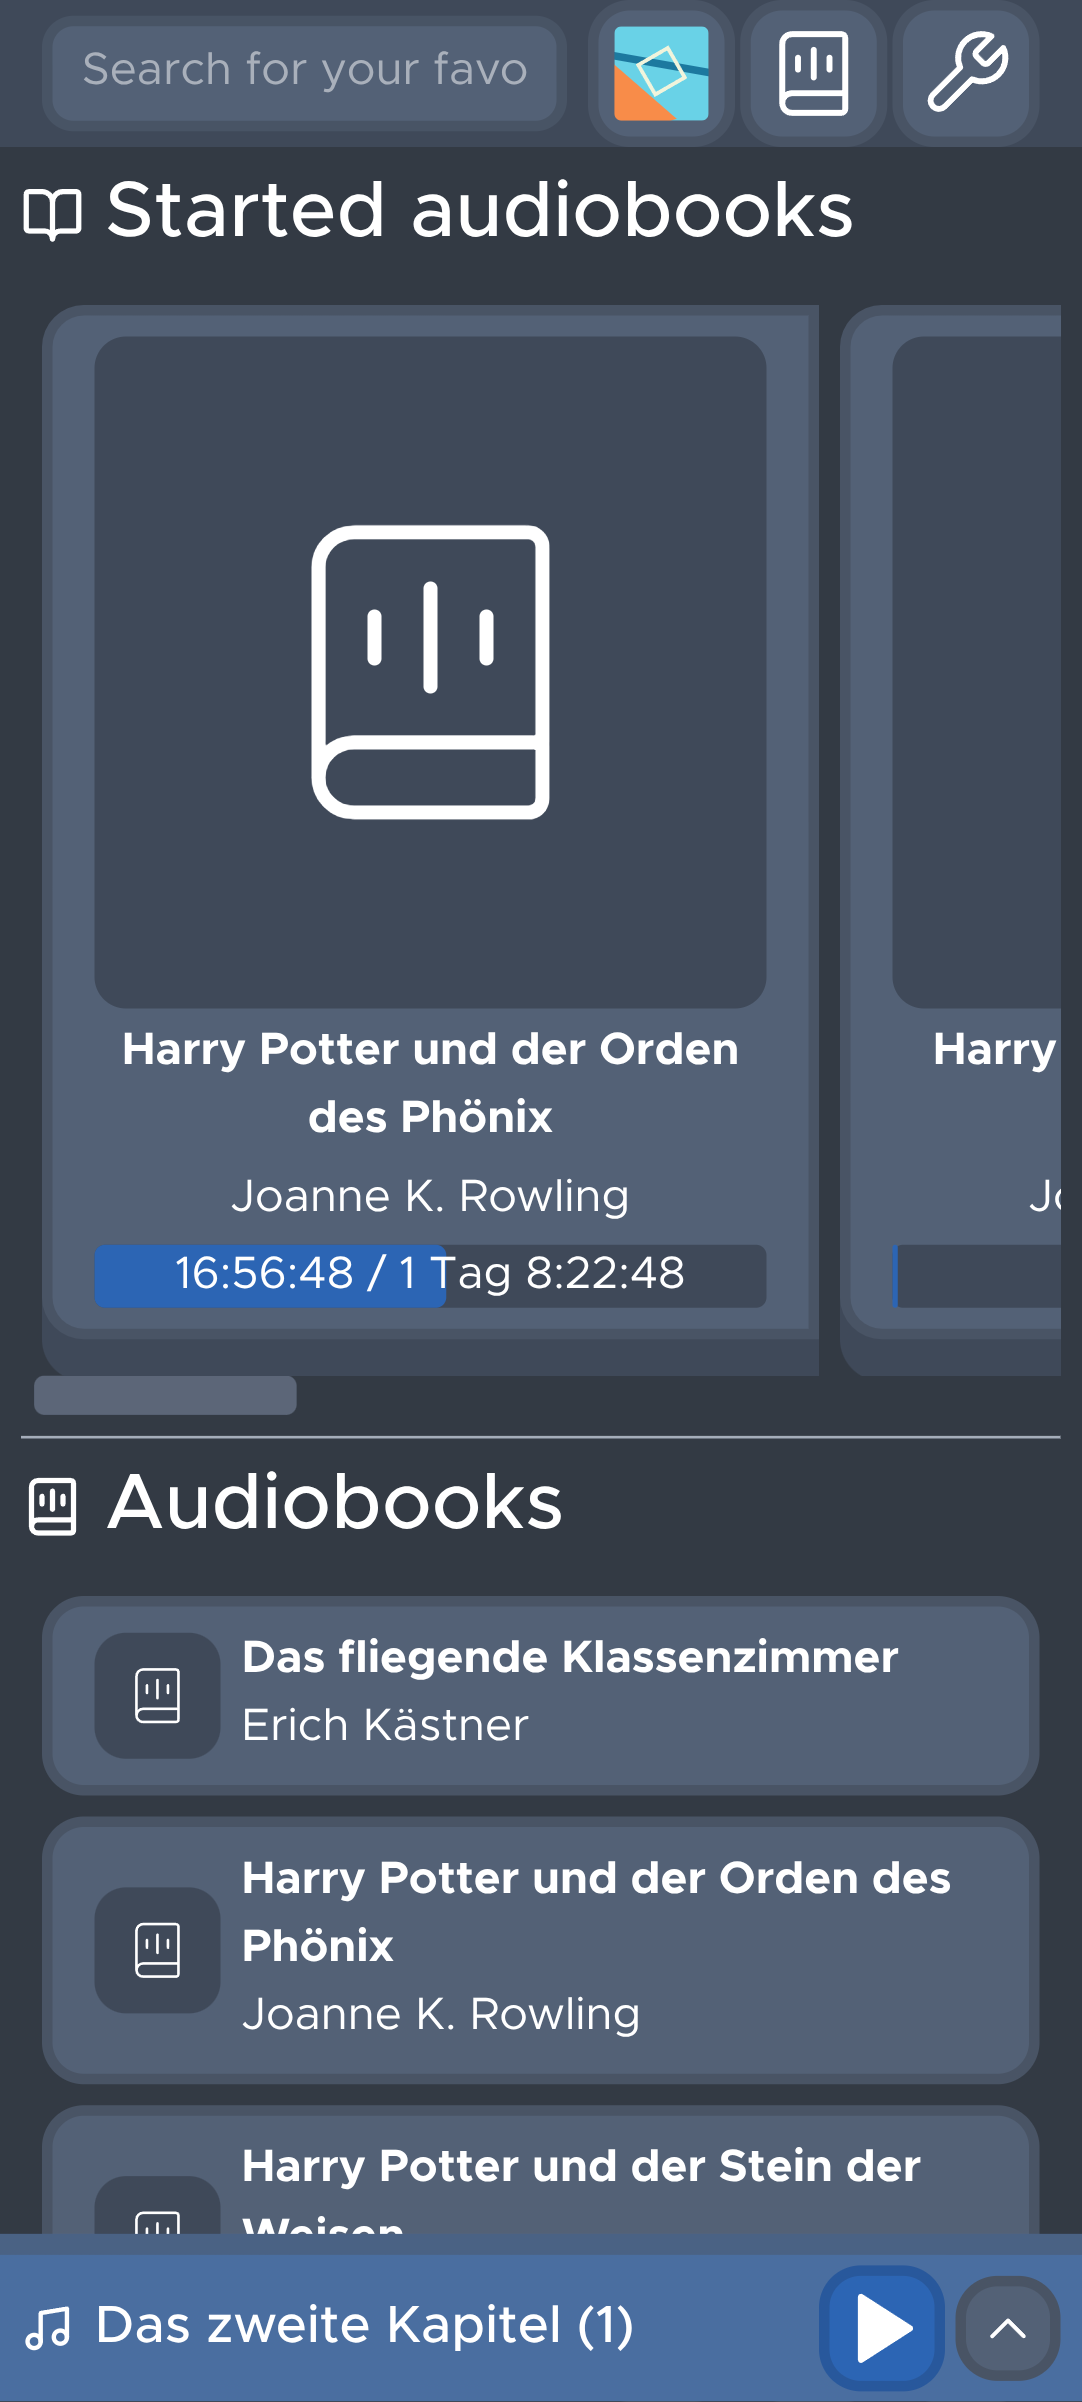 Search for your favo
Started audiobooks
Harry Potter und der Orden
des Phönix
Joanne K. Rowling
16:56:48 / 1 Tag 8:22:48
Harry
Audiobooks
Das fliegende Klassenzimmer
Erich Kästner
Harry Potter und der Orden des
Phönix
Joanne K. Rowling
Harry Potter und der Stein der
Weisen
Das zweite Kapitel (1)